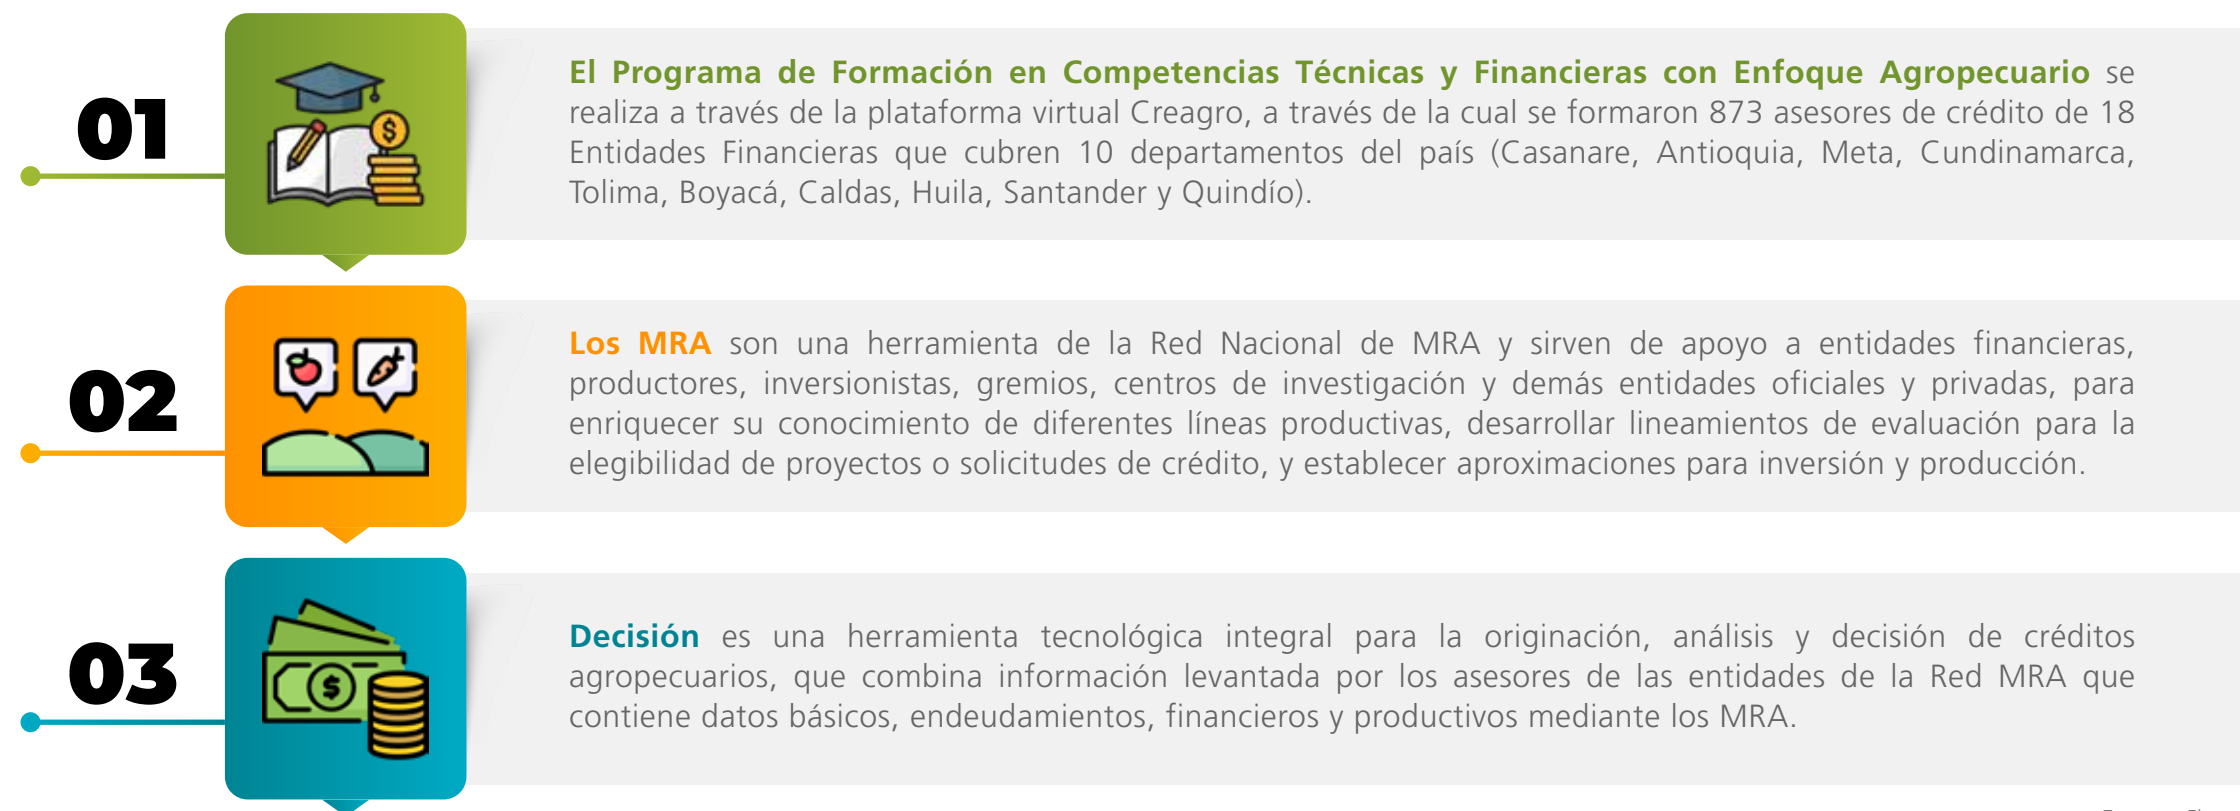 01
El Programa de Formación en Competencias Técnicas y Financieras con Enfoque Agropecuario se
realiza a través de la plataforma virtual Creagro, a través de la cual se formaron 873 asesores de crédito de 18
Entidades Financieras que cubren 10 departamentos del país (Casanare, Antioquia, Meta, Cundinamarca,
Tolima, Boyacá, Caldas, Huila, Santander y Quindío).
02
Los MRA son una herramienta de la Red Nacional de MRA y sirven de apoyo a entidades financieras,
productores, inversionistas, gremios, centros de investigación y demás entidades oficiales y privadas, para
enriquecer su conocimiento de diferentes líneas productivas, desarrollar lineamientos de evaluación para la
elegibilidad de proyectos o solicitudes de crédito, y establecer aproximaciones para inversión y producción.
03
Decisión es una herramienta tecnológica integral para la originación, análisis y decisión de créditos
agropecuarios, que combina información levantada por los asesores de las entidades de la Red MRA que
contiene datos básicos, endeudamientos, financieros y productivos mediante los MRA.